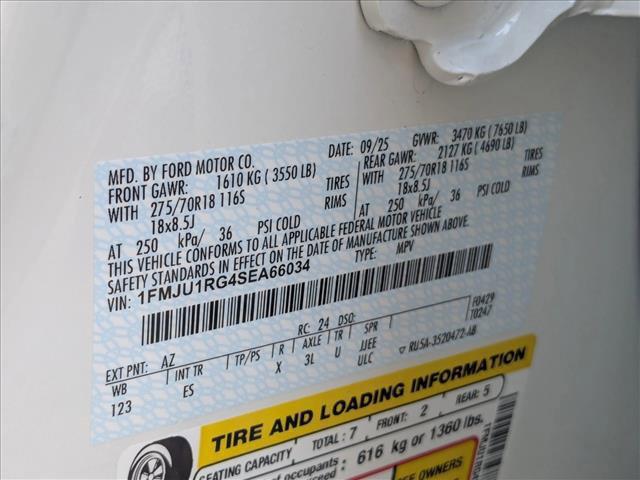 MFD. BY FORD MOTOR CO.
DATE: 09/25 GVWR: 3470 KG ( 7650 LB)
FRONT GAWR: 1610 KG ( 3550 LB)
REAR GAWR: 2127 KG ( 4690 LB)
WITH 275/70R18 116S TIRES
275/70R18 116S TIRES
18x8.5J RIMS
18x8.5J RIMS
AT 250 kPa/ 36 PSI COLD
AT 250 kPa/ 36 PSI COLD
THIS VEHICLE CONFORMS TO ALL APPLICABLE FEDERAL MOTOR VEHICLE
SAFETY STANDARDS IN EFFECT ON THE DATE OF MANUFACTURE SHOWN ABOVE.
VIN: 1FMJU1RG4SEA66034 TYPE: MPV
F0429
T0247
EXT PNT: AZ RC: 24 DSO:
WB INT TR TP/PS R AXLE TR SPR
123 ES X 3L U JJEE
ULC
RU5A-3520472-AB
TIRE AND LOADING INFORMATION
SEATING CAPACITY TOTAL: 7 FRONT: 2 REAR: 5
of occupants
exceed 616 kg or 1360 lbs.
OWNERS